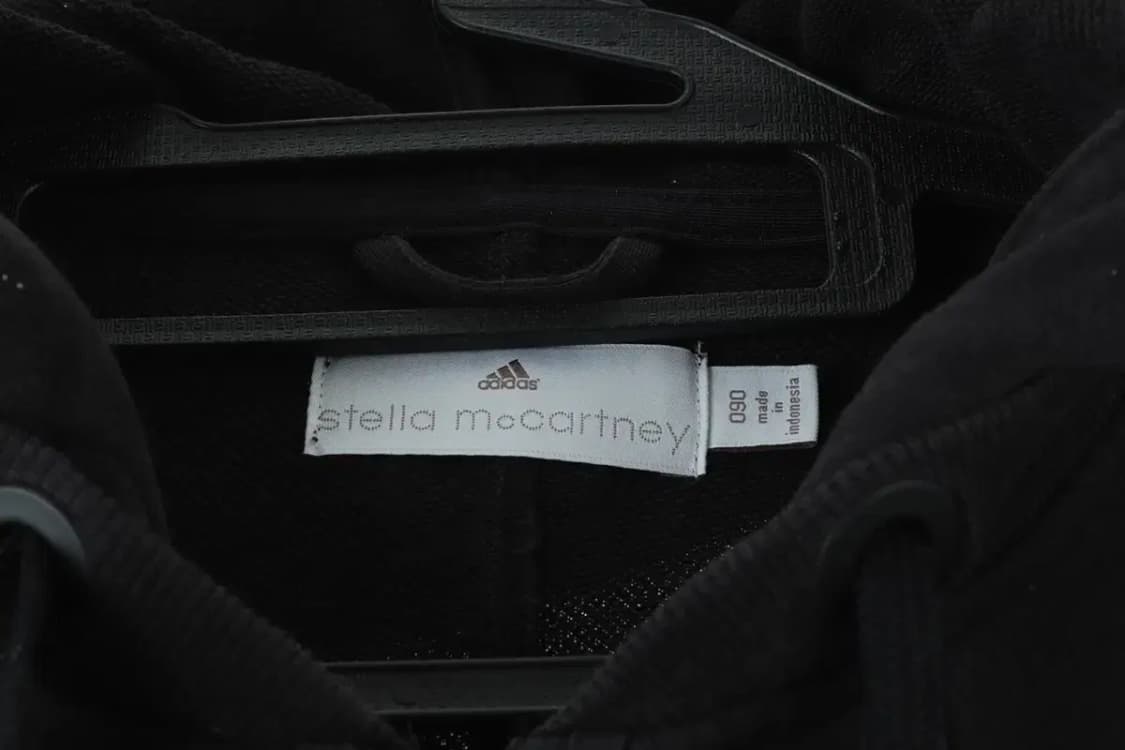 adidas
stella mccartney
090
made
in
indonesia